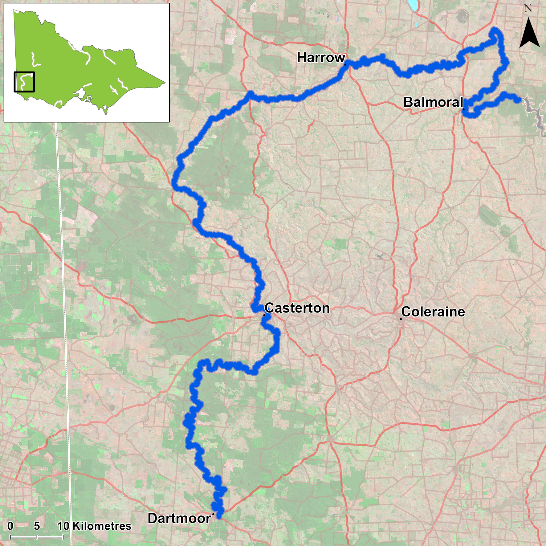 N
Harrow
Balmoral
Casterton
Coleraine
Dartmoor
0 5 10 Kilometres